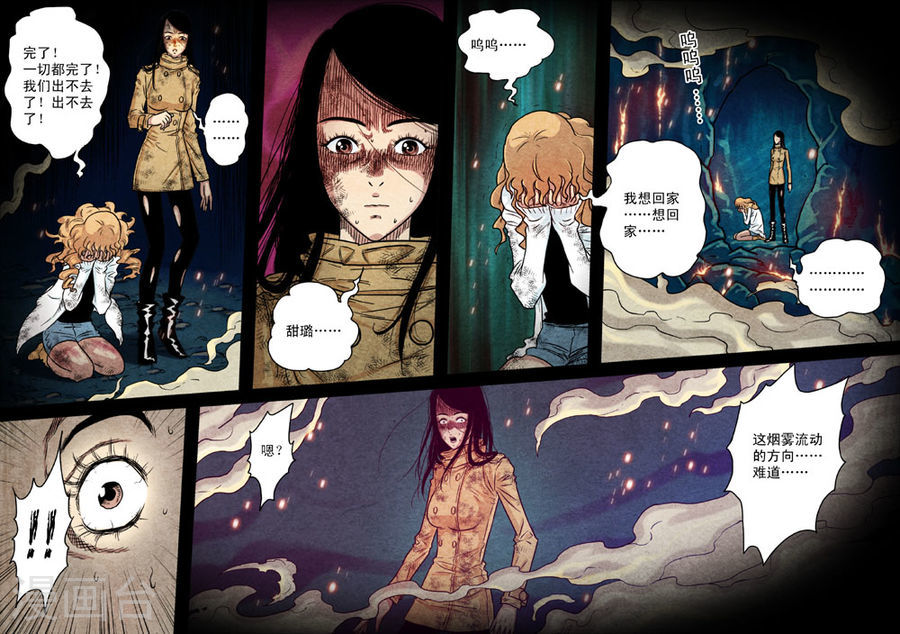 完了！
一切都完了！
我们出不去
了！出不去
了！
……
……
甜璐……
呜呜……
呜呜呜……
我想回家
……想回
家……
…………
…………
!!
嗯？
这烟雾流动
的方向……
难道……
漫画台